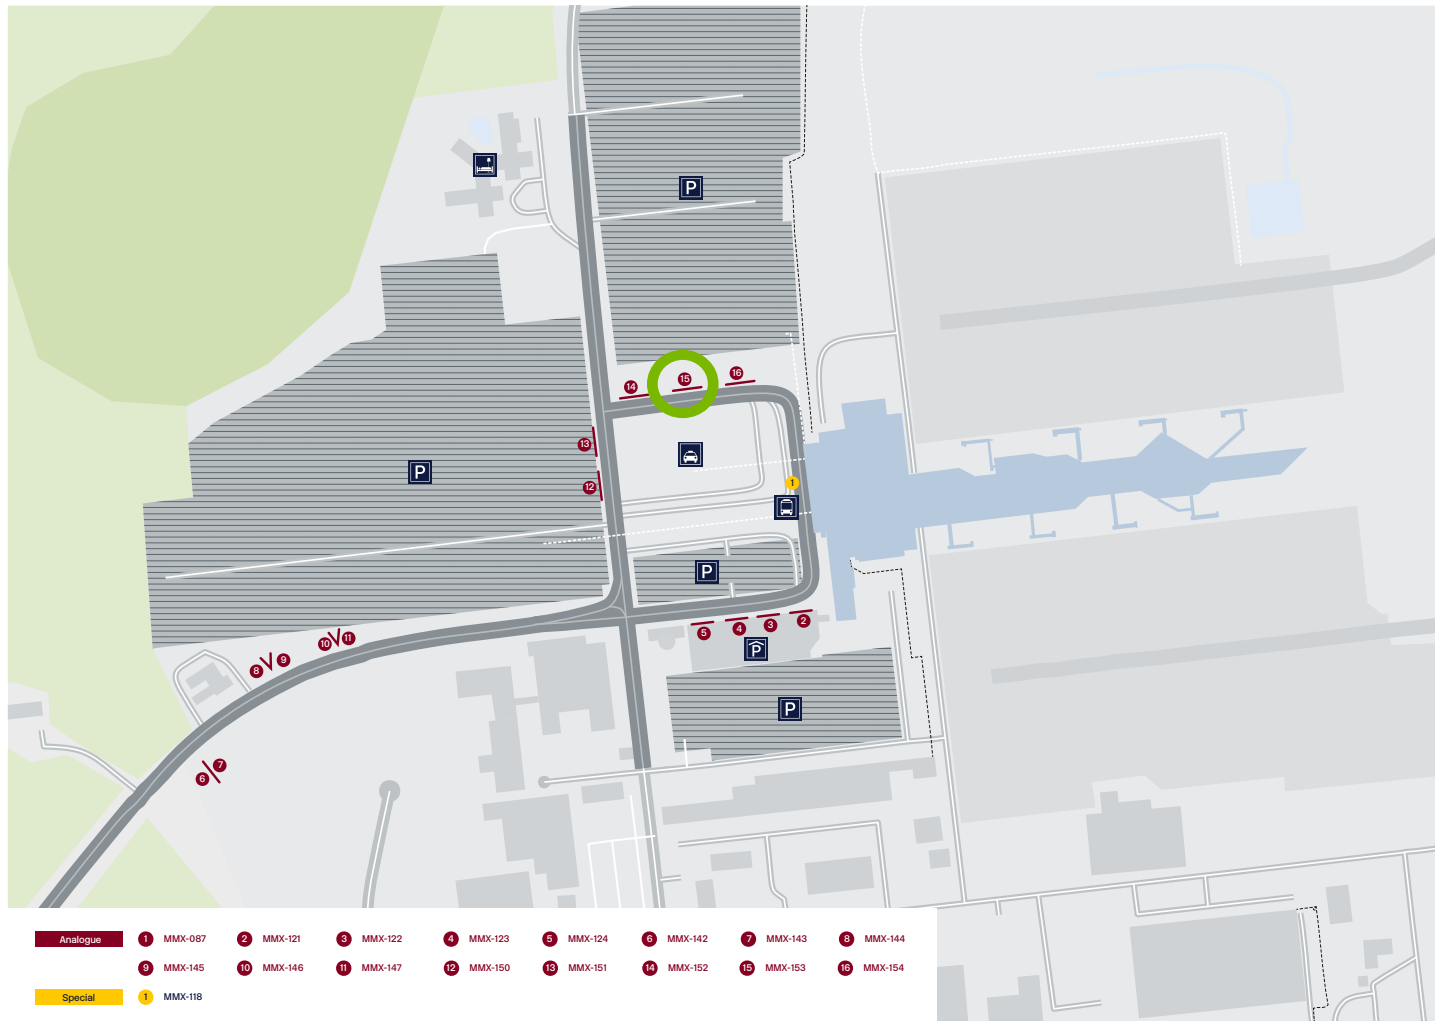 P
14
15
16
13
12
P
1
P
5
4
3
2
P
P
10
11
8
9
6
7
Analogue 1 MMX-087 2 MMX-121 3 MMX-122 4 MMX-123 5 MMX-124 6 MMX-142 7 MMX-143 8 MMX-144
9 MMX-145 10 MMX-146 11 MMX-147 12 MMX-150 13 MMX-151 14 MMX-152 15 MMX-153 16 MMX-154
Special 1 MMX-118